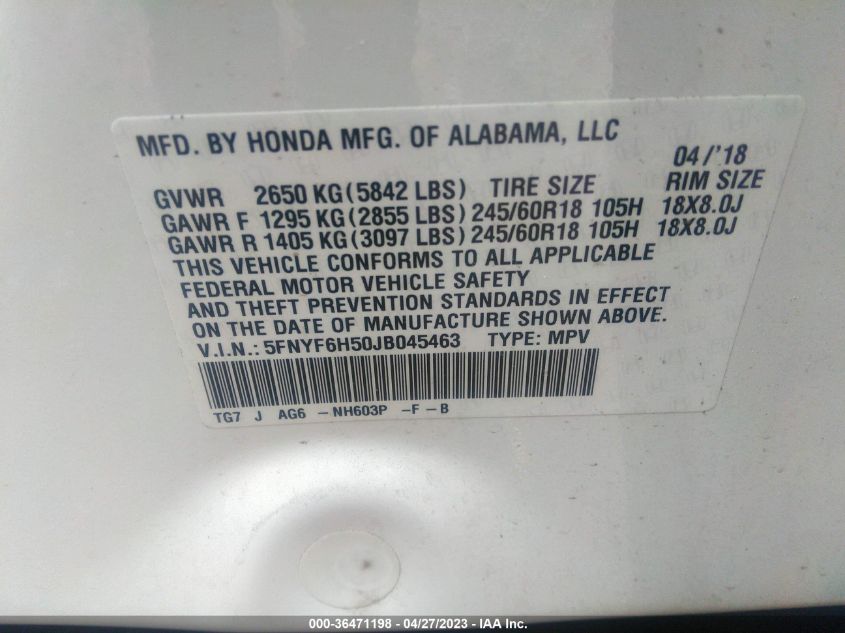 MFD. BY HONDA MFG. OF ALABAMA, LLC
04/'18
GVWR 2650 KG(5842 LBS) TIRE SIZE RIM SIZE
GAWR F 1295 KG(2855 LBS) 245/60R18 105H 18X8.0J
GAWR R 1405 KG(3097 LBS) 245/60R18 105H 18X8.0J
THIS VEHICLE CONFORMS TO ALL APPLICABLE
FEDERAL MOTOR VEHICLE SAFETY
AND THEFT PREVENTION STANDARDS IN EFFECT
ON THE DATE OF MANUFACTURE SHOWN ABOVE.
V.I.N.: 5FNYF6H50JB045463 TYPE: MPV
TG7 J AG6 -NH603P -F-B
000-36471198 - 04/27/2023 - IAA Inc.